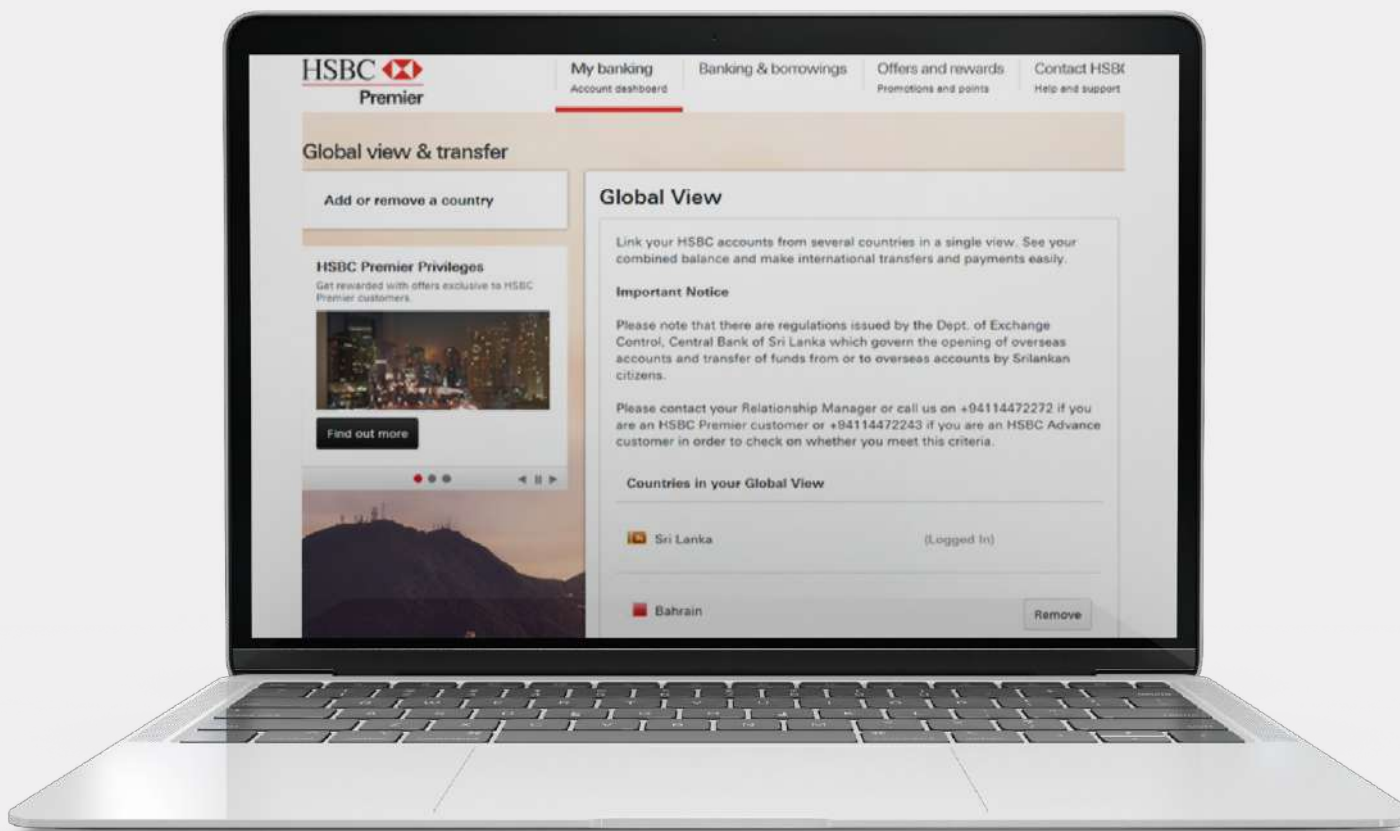 HSBC
Premier
My banking
Account dashboard
Banking & borrowings
Offers and rewards
Promotions and points
Contact HSB
Help and support
Global view & transfer
Add or remove a country
HSBC Premier Privileges
Get rewarded with offers exclusive to HSBC
Premier customers.
Find out more
Global View
Link your HSBC accounts from several countries in a single view. See your
combined balance and make international transfers and payments easily.
Important Notice
Please note that there are regulations issued by the Dept. of Exchange
Control, Central Bank of Sri Lanka which govern the opening of overseas
accounts and transfer of funds from or to overseas accounts by Srilankan
citizens.
Please contact your Relationship Manager or call us on +94114472272 if you
are an HSBC Premier customer or +94114472243 if you are an HSBC Advance
customer in order to check on whether you meet this criteria.
Countries in your Global View
Sri Lanka
(Logged In)
Bahrain
Remove